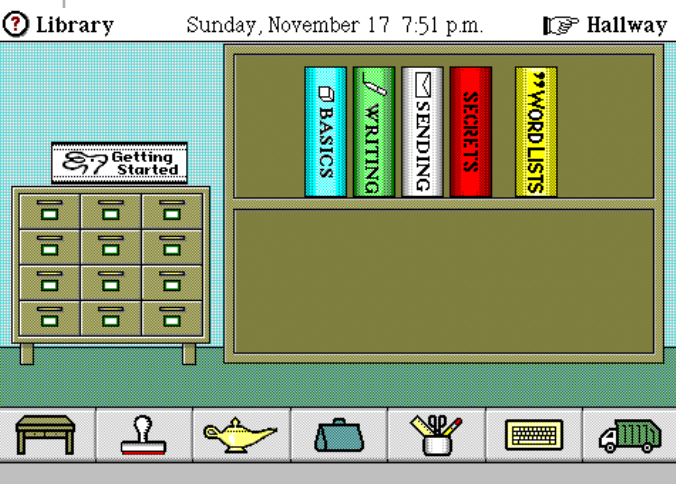 ? Library
Sunday, November 17 7:51 p.m.
Hallway
Getting
Started
BASICS
WRITING
SENDING
SECRETS
"WORD LISTS